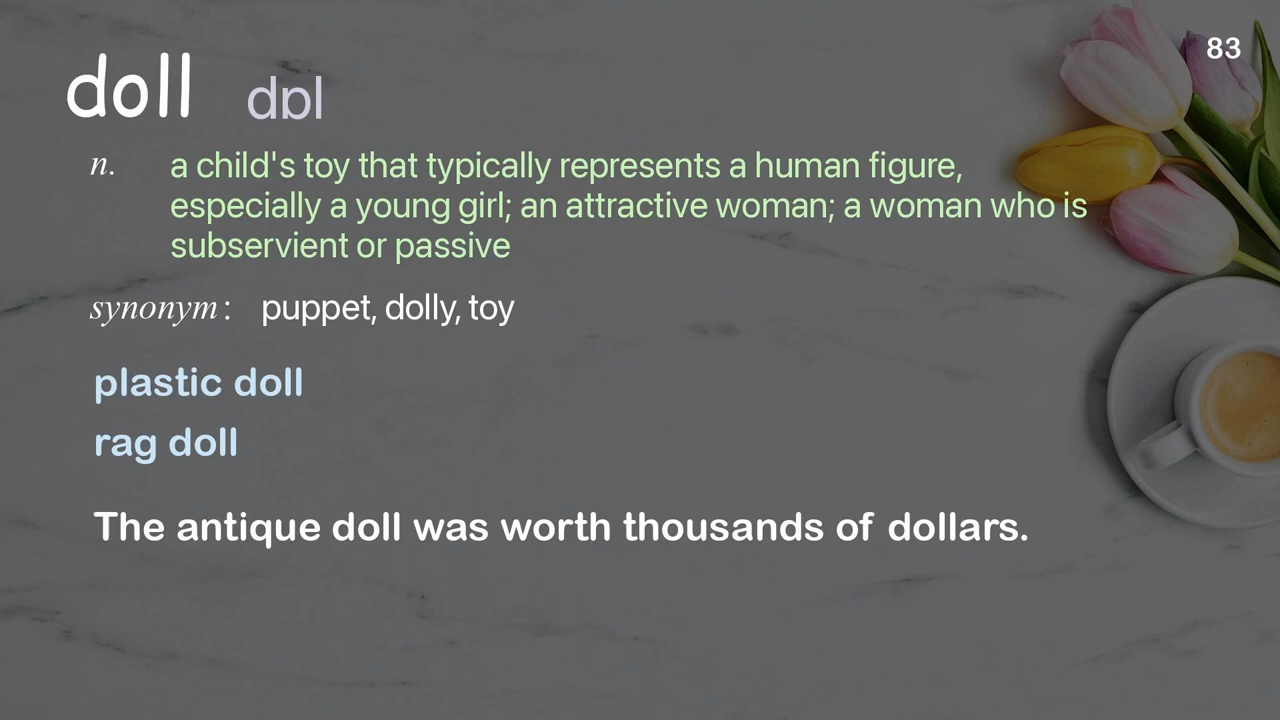 83
doll dɒl
n. a child's toy that typically represents a human figure,
especially a young girl; an attractive woman; a woman who is
subservient or passive
synonym: puppet, dolly, toy
plastic doll
rag doll
The antique doll was worth thousands of dollars.